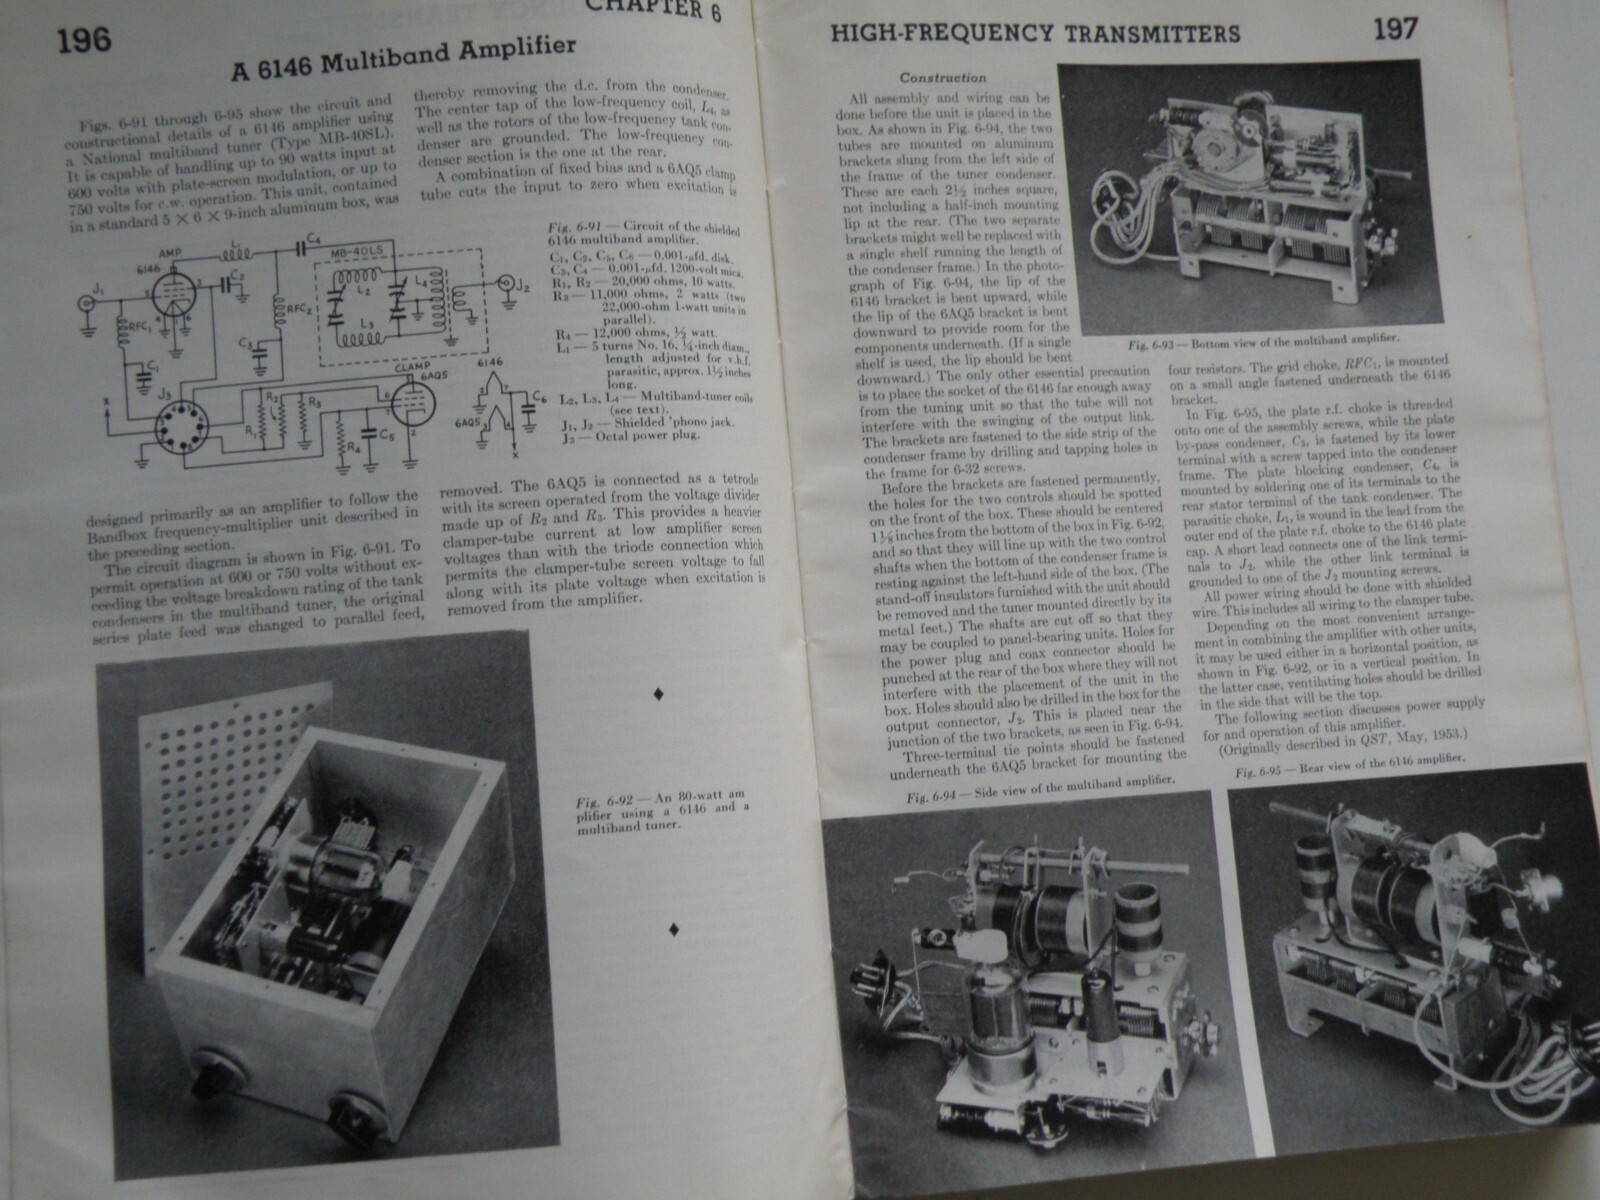 196
CHAPTER 6
A 6146 Multiband Amplifier
Figs. 6-91 through 6-95 show the circuit and
constructional details of a 6146 amplifier using
a National multiband tuner (Type MB-40SL).
It is capable of handling up to 90 watts input at
600 volts with plate-screen modulation, or up to
750 volts for c.w. operation. This unit, contained
in a standard 5 × 6 × 9-inch aluminum box, was
thereby removing the d.c. from the condenser.
The center tap of the low-frequency coil, L4, as
well as the rotors of the low-frequency tank con-
denser are grounded. The low-frequency con-
denser section is the one at the rear.
A combination of fixed bias and a 6AQ5 clamp
tube cuts the input to zero when excitation is
AMP
6146
L1
C4
MB-40LS
J1
C2
L2
L4
J2
RFC1
RFC2
L3
C3
C1
CLAMP
6AQ5
6146
J3
R2
R3
R1
R4
C5
6AQ5
C6
X
X
Fig. 6-91 — Circuit of the shielded
6146 multiband amplifier.
C1, C2, C5, C6 — 0.001-μfd. disk.
C3, C4 — 0.001-μfd. 1200-volt mica.
R1, R2 — 20,000 ohms, 10 watts.
R3 — 11,000 ohms, 2 watts (two
22,000-ohm 1-watt units in
parallel).
R4 — 12,000 ohms, ½ watt.
L1 — 5 turns No. 16, ¼-inch diam.,
length adjusted for v.h.f.
parasitic, approx. 1½ inches
long.
L2, L3, L4 — Multiband-tuner coils
(see text).
J1, J2 — Shielded 'phono jack.
J3 — Octal power plug.
designed primarily as an amplifier to follow the
Bandbox frequency-multiplier unit described in
the preceding section.
The circuit diagram is shown in Fig. 6-91. To
permit operation at 600 or 750 volts without ex-
ceeding the voltage breakdown rating of the tank
condensers in the multiband tuner, the original
series plate feed was changed to parallel feed,
removed. The 6AQ5 is connected as a tetrode
with its screen operated from the voltage divider
made up of R2 and R3. This provides a heavier
clamper-tube current at low amplifier screen
voltages than with the triode connection which
permits the clamper-tube screen voltage to fall
along with its plate voltage when excitation is
removed from the amplifier.
Fig. 6-92 — An 80-watt am
plifier using a 6146 and a
multiband tuner.
HIGH-FREQUENCY TRANSMITTERS
197
Construction
All assembly and wiring can be
done before the unit is placed in the
box. As shown in Fig. 6-94, the two
tubes are mounted on aluminum
brackets slung from the left side of
the frame of the tuner condenser.
These are each 2½ inches square,
not including a half-inch mounting
lip at the rear. (The two separate
brackets might well be replaced with
a single shelf running the length of
the condenser frame.) In the photo-
graph of Fig. 6-94, the lip of the
6146 bracket is bent upward, while
the lip of the 6AQ5 bracket is bent
downward to provide room for the
components underneath. (If a single
shelf is used, the lip should be bent
downward.) The only other essential precaution
is to place the socket of the 6146 far enough away
from the tuning unit so that the tube will not
interfere with the swinging of the output link.
The brackets are fastened to the side strip of the
condenser frame by drilling and tapping holes in
the frame for 6-32 screws.
Before the brackets are fastened permanently,
the holes for the two controls should be spotted
on the front of the box. These should be centered
1⅛ inches from the bottom of the box in Fig. 6-92,
and so that they will line up with the two control
shafts when the bottom of the condenser frame is
resting against the left-hand side of the box. (The
stand-off insulators furnished with the unit should
be removed and the tuner mounted directly by its
metal feet.) The shafts are cut off so that they
may be coupled to panel-bearing units. Holes for
the power plug and coax connector should be
punched at the rear of the box where they will not
interfere with the placement of the unit in the
box. Holes should also be drilled in the box for the
output connector, J2. This is placed near the
junction of the two brackets, as seen in Fig. 6-94.
Three-terminal tie points should be fastened
underneath the 6AQ5 bracket for mounting the
Fig. 6-93 — Bottom view of the multiband amplifier.
four resistors. The grid choke, RFC1, is mounted
on a small angle fastened underneath the 6146
bracket.
In Fig. 6-95, the plate r.f. choke is threaded
onto one of the assembly screws, while the plate
by-pass condenser, C3, is fastened by its lower
terminal with a screw tapped into the condenser
frame. The plate blocking condenser, C4, is
mounted by soldering one of its terminals to the
rear stator terminal of the tank condenser. The
parasitic choke, L1, is wound in the lead from the
outer end of the plate r.f. choke to the 6146 plate
cap. A short lead connects one of the link termi-
nals to J2, while the other link terminal is
grounded to one of the J2 mounting screws.
All power wiring should be done with shielded
wire. This includes all wiring to the clamper tube.
Depending on the most convenient arrange-
ment in combining the amplifier with other units,
it may be used either in a horizontal position, as
shown in Fig. 6-92, or in a vertical position. In
the latter case, ventilating holes should be drilled
in the side that will be the top.
The following section discusses power supply
for and operation of this amplifier.
(Originally described in QST, May, 1953.)
Fig. 6-94 — Side view of the multiband amplifier.
Fig. 6-95 — Rear view of the 6146 amplifier.